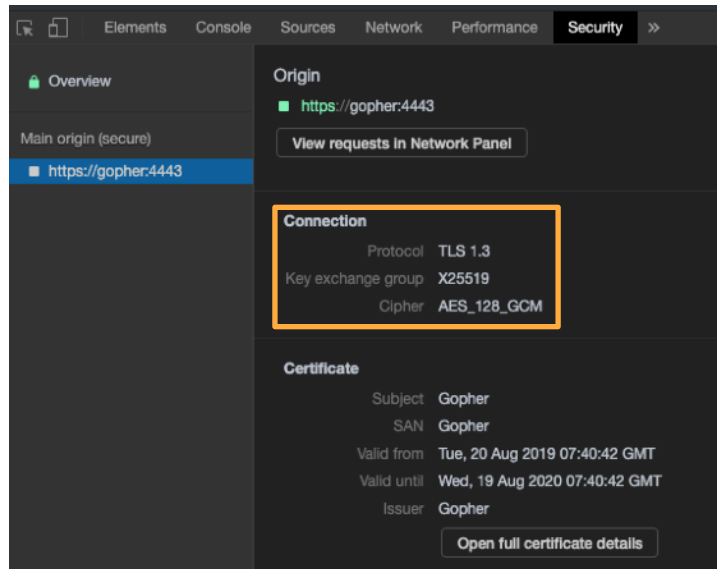 Elements Console Sources Network Performance Security »
Overview
Main origin (secure)
https://gopher:4443
Origin
https://gopher:4443
View requests in Network Panel
Connection
Protocol TLS 1.3
Key exchange group X25519
Cipher AES_128_GCM
Certificate
Subject Gopher
SAN Gopher
Valid from Tue, 20 Aug 2019 07:40:42 GMT
Valid until Wed, 19 Aug 2020 07:40:42 GMT
Issuer Gopher
Open full certificate details